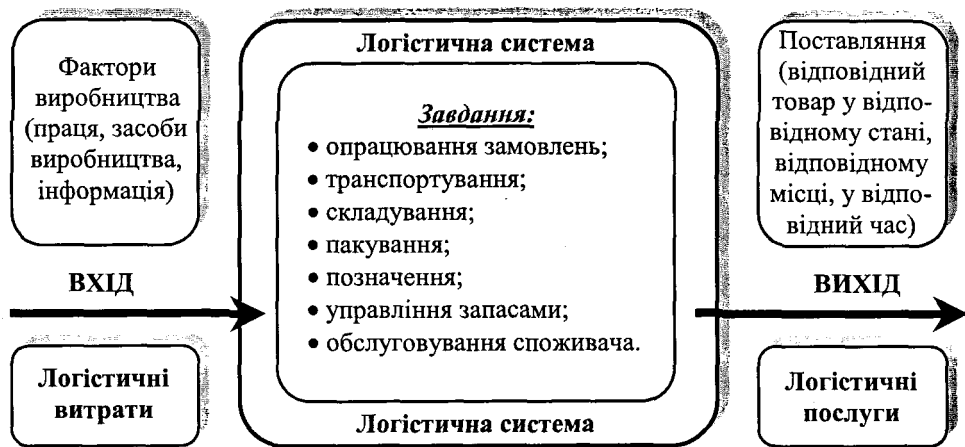 Фактори
виробництва
(праця, засоби
виробництва,
інформація)
ВХІД
Логістичні
витрати
Логістична система
Завдання:
• опрацювання замовлень;
• транспортування;
• складування;
• пакування;
• позначення;
• управління запасами;
• обслуговування споживача.
Логістична система
Поставляння
(відповідний
товар у відпо-
відному стані,
відповідному
місці, у відпо-
відний час)
ВИХІД
Логістичні
послуги